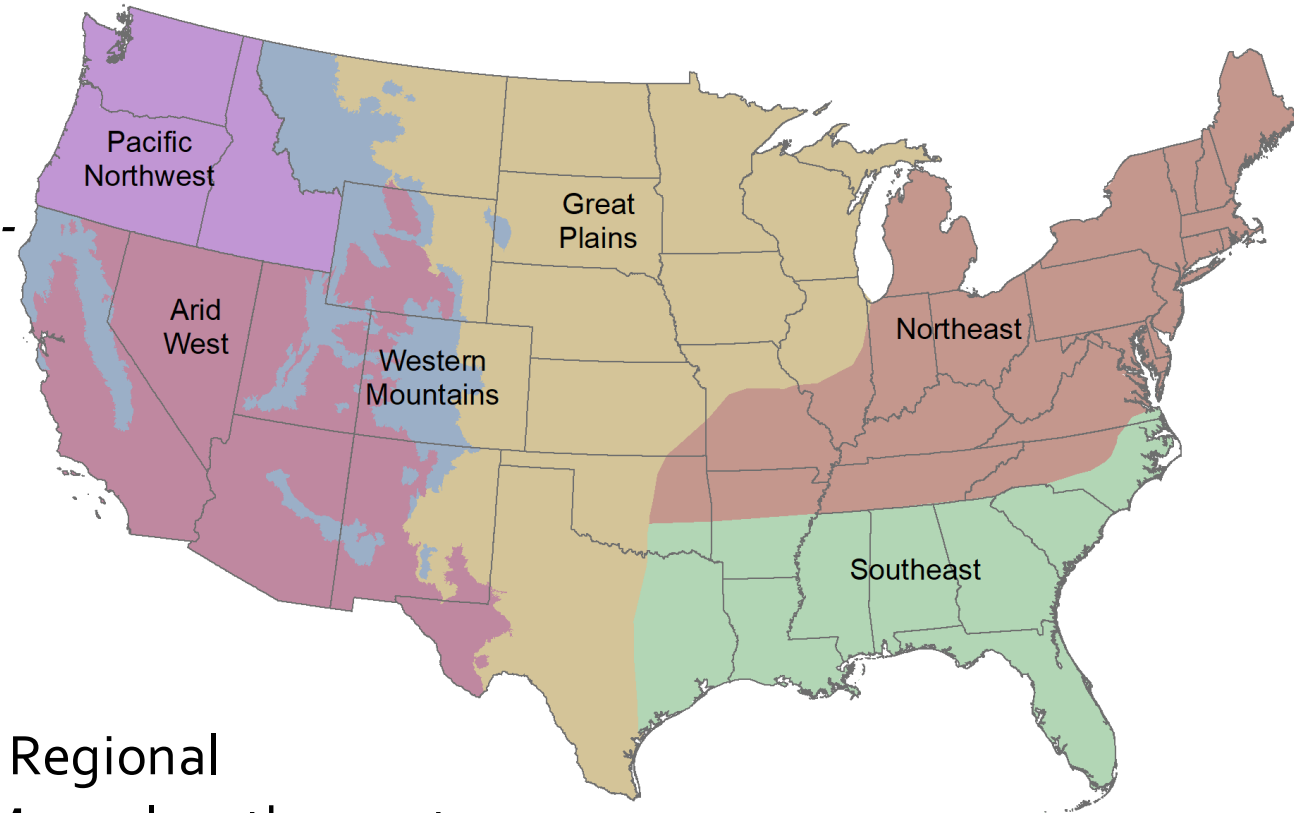 Pacific
Northwest
Great
Plains
-
Arid
West
Northeast
Western
Mountains
Southeast
Regional